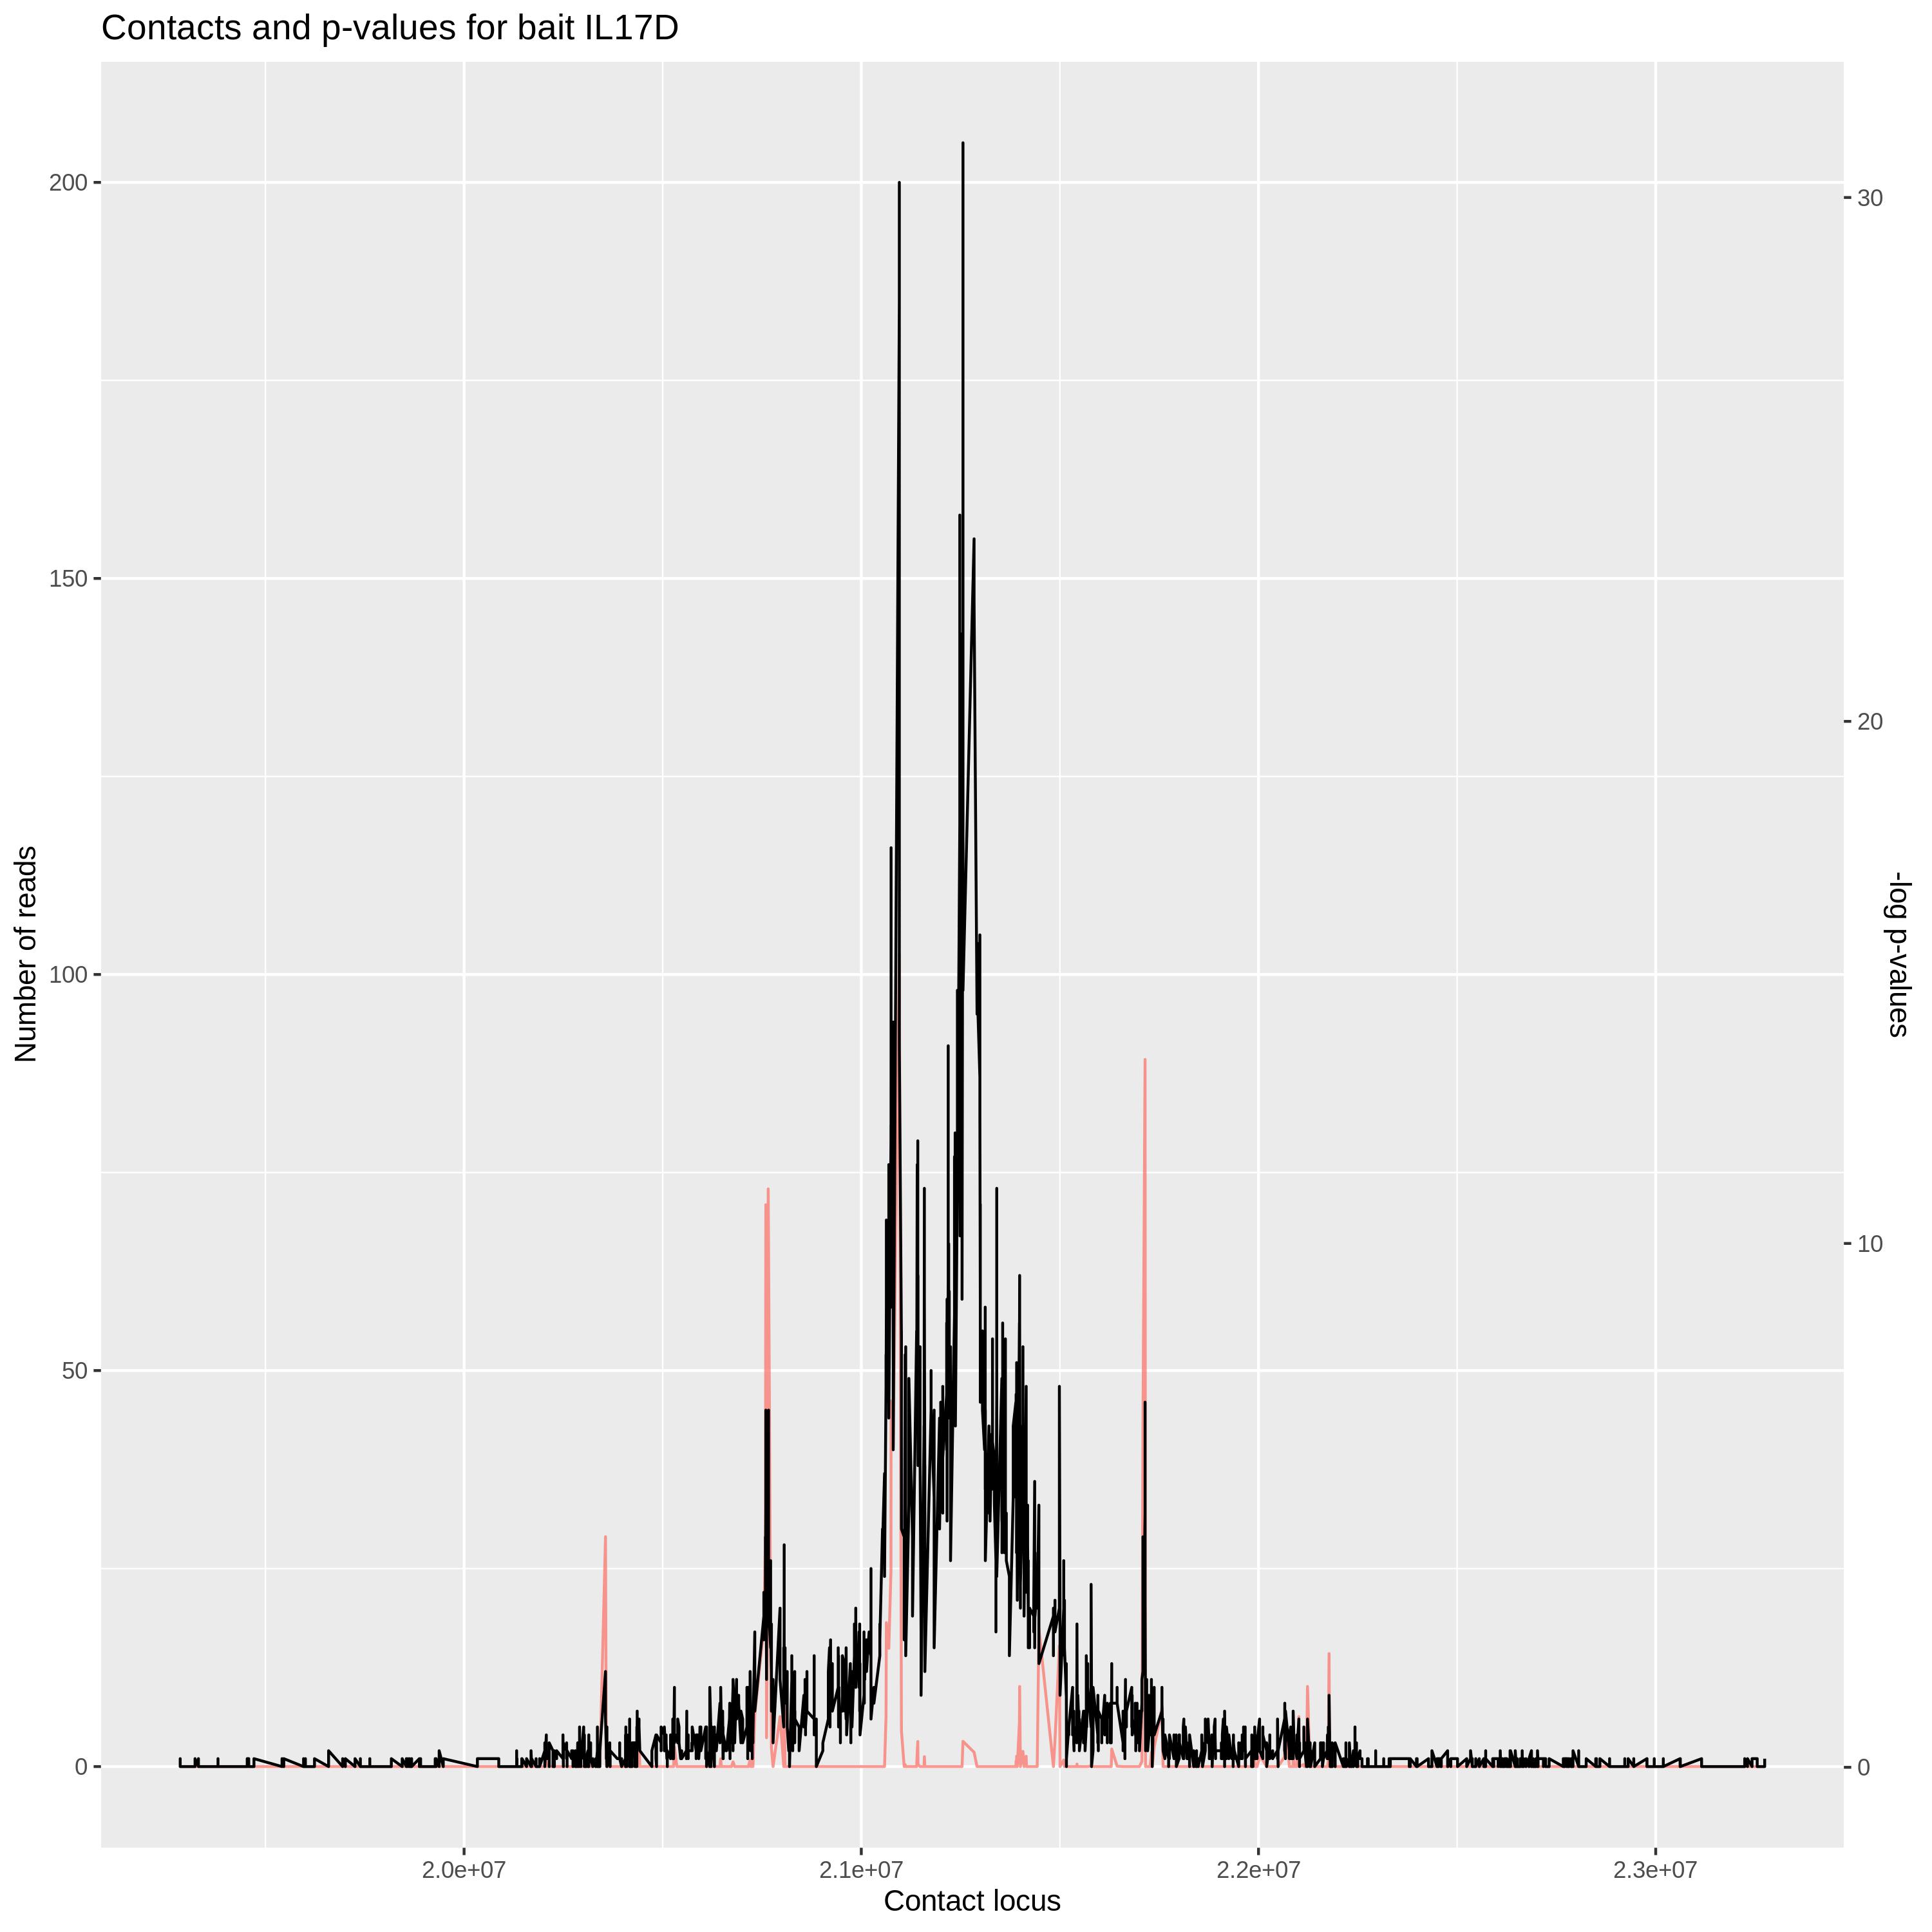 Contacts and p-values for bait IL17D
200
150
100
50
0
30
20
10
0
Number of reads
-log p-values
2.0e+07
2.1e+07
2.2e+07
2.3e+07
Contact locus